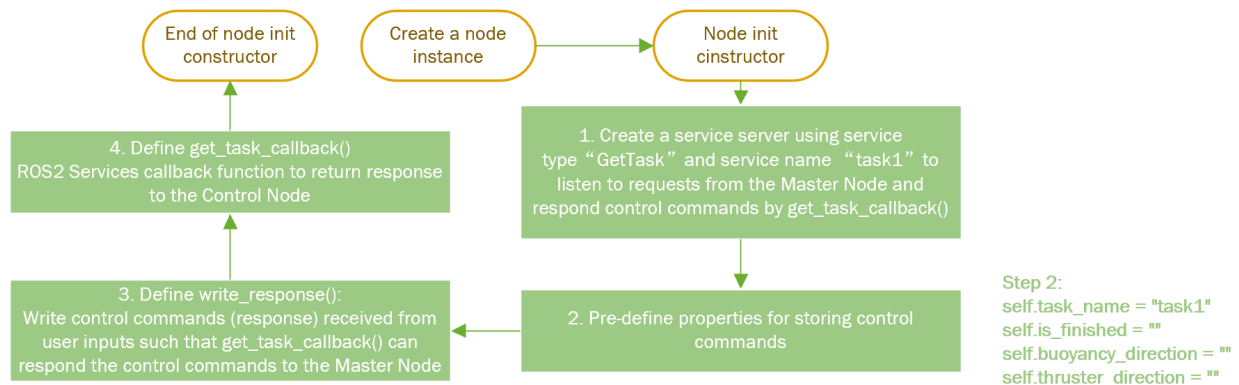 End of node init
constructor
Create a node
instance
Node init
cinstructor
1. Create a service server using service
type“GetTask” and service name “task1” to
listen to requests from the Master Node and
respond control commands by get_task_callback()
4. Define get_task_callback()
ROS2 Services callback function to return response
to the Control Node
3. Define write_response():
Write control commands (response) received from
user inputs such that get_task_callback() can
respond the control commands to the Master Node
2. Pre-define properties for storing control
commands
Step 2:
self.task_name = "task1"
self.is_finished = ""
self.buoyancy_direction = ""
self.thruster_direction = ""